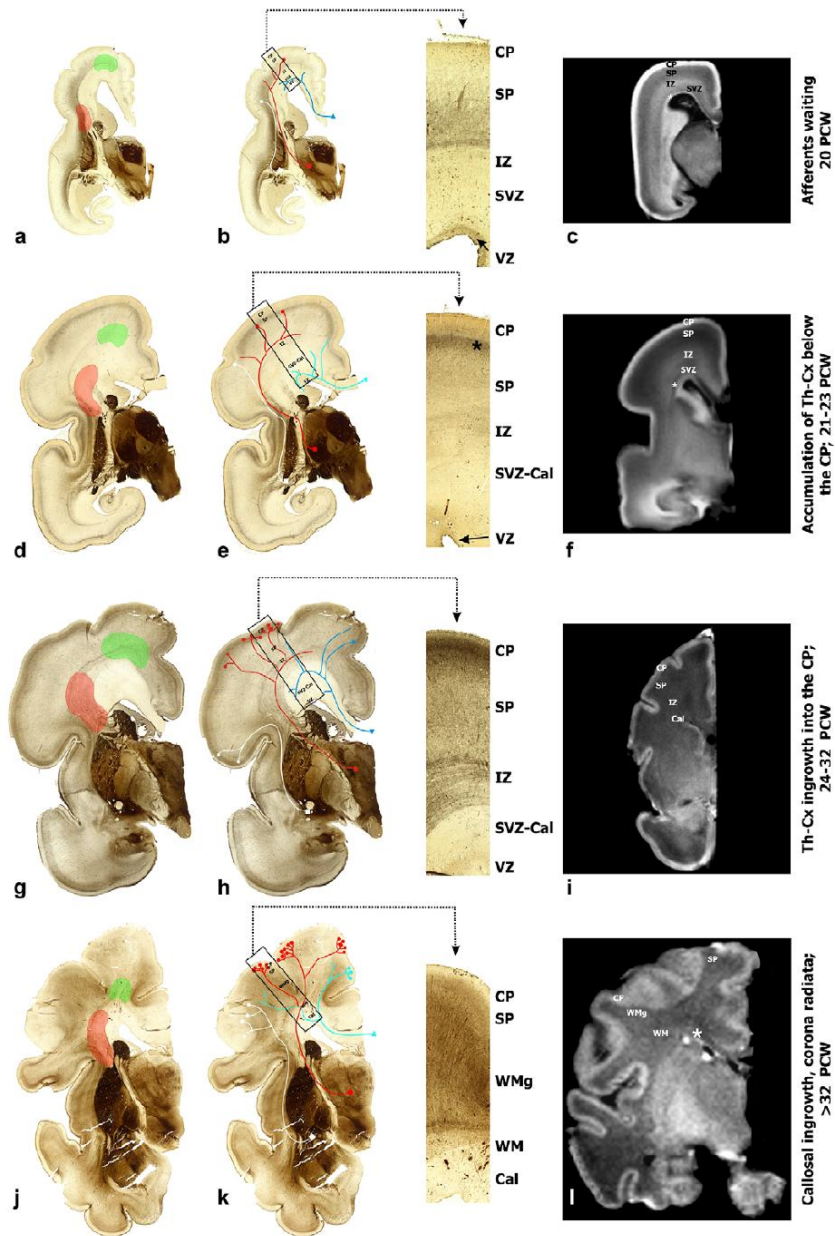 CP
SP
IZ
SVZ
VZ
CP
SP
IZ
SVZ
a
b
c
Afferents waiting
20 PCW
CP
SP
IZ
CP
SP
IZ
SVZ-Cal
VZ
*
CP
SP
IZ
SVZ
*
d
e
f
Accumulation of Th-Cx below
the CP; 21-23 PCW
CP
SP
IZ
SVZ-Cal
VZ
CP
SP
IZ
Cal
g
h
i
Th-Cx ingrowth into the CP;
24-32 PCW
CP
SP
WMg
WM
Cal
SP
CP
WMg
WM
*
j
k
l
Callosal ingrowth, corona radiata;
>32 PCW